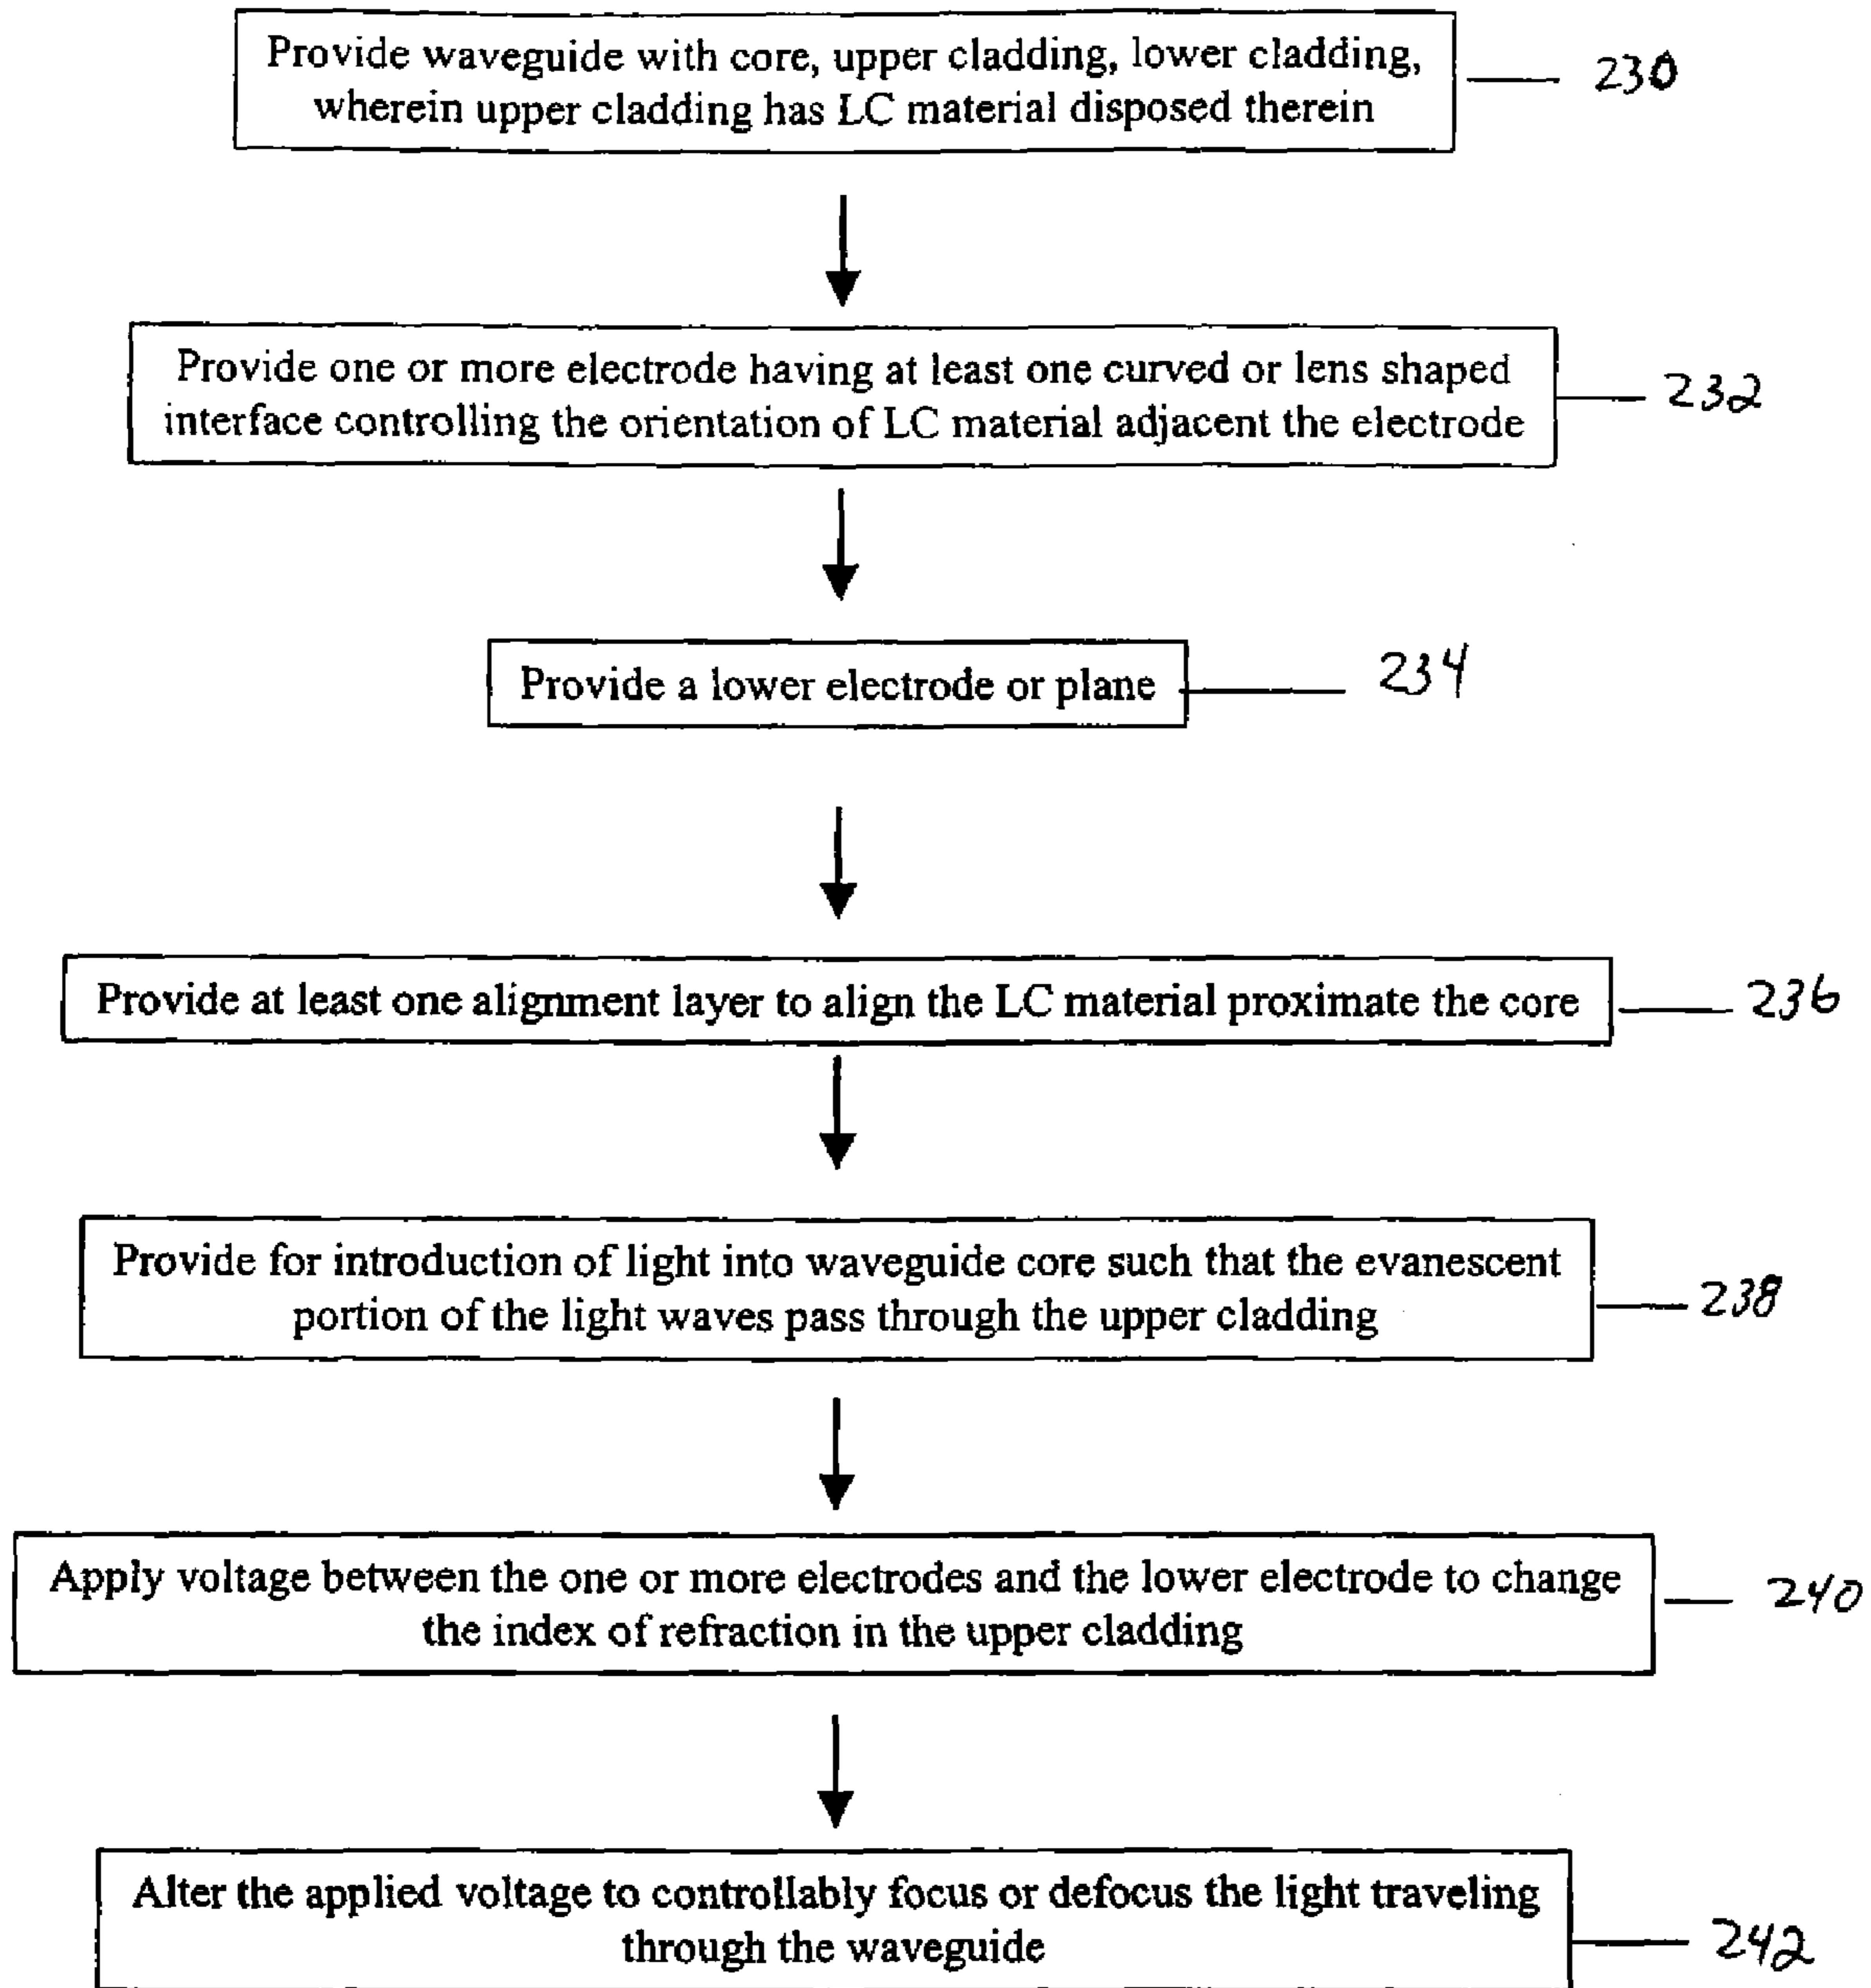 Provide waveguide with core, upper cladding, lower cladding,
wherein upper cladding has LC material disposed therein
230
Provide one or more electrode having at least one curved or lens shaped
interface controlling the orientation of LC material adjacent the electrode
232
Provide a lower electrode or plane
234
Provide at least one alignment layer to align the LC material proximate the core
236
Provide for introduction of light into waveguide core such that the evanescent
portion of the light waves pass through the upper cladding
238
Apply voltage between the one or more electrodes and the lower electrode to change
the index of refraction in the upper cladding
240
Alter the applied voltage to controllably focus or defocus the light traveling
through the waveguide
242